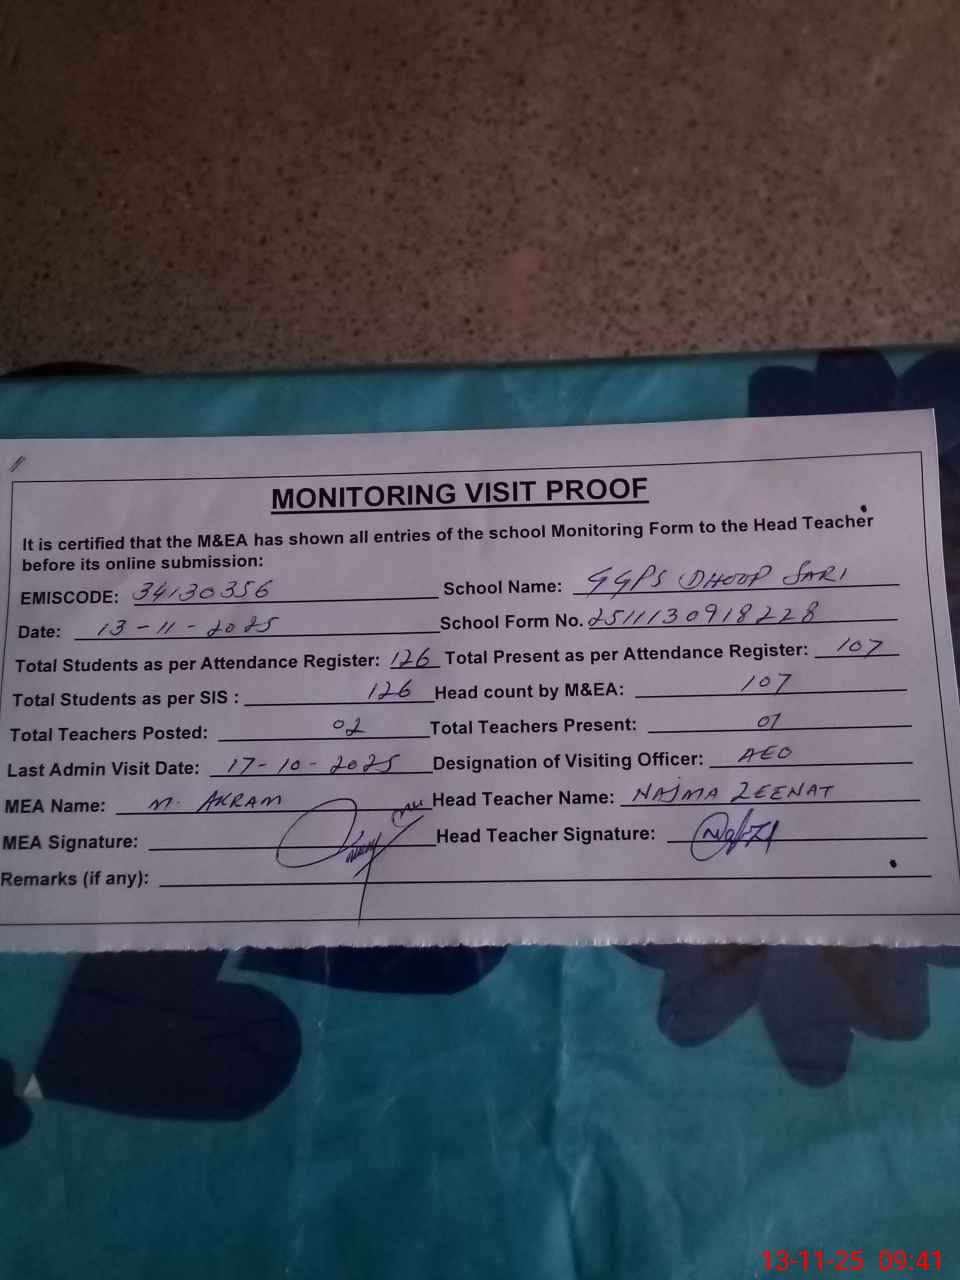 MONITORING VISIT PROOF
It is certified that the M&EA has shown all entries of the school Monitoring Form to the Head Teacher
before its online submission:
EMISCODE: 34130356 School Name: GGPS DHOOP SARI
Date: 13-11-2025 School Form No. 251113091 8228
Total Students as per Attendance Register: 126 Total Present as per Attendance Register: 107
Total Students as per SIS : 126 Head count by M&EA: 107
Total Teachers Posted: 02 Total Teachers Present: 01
Last Admin Visit Date: 17-10-2025 Designation of Visiting Officer: AEO
MEA Name: M. AKRAM Head Teacher Name: NAJMA ZEENAT
MEA Signature: Head Teacher Signature:
Remarks (if any):
13-11-25 09:41